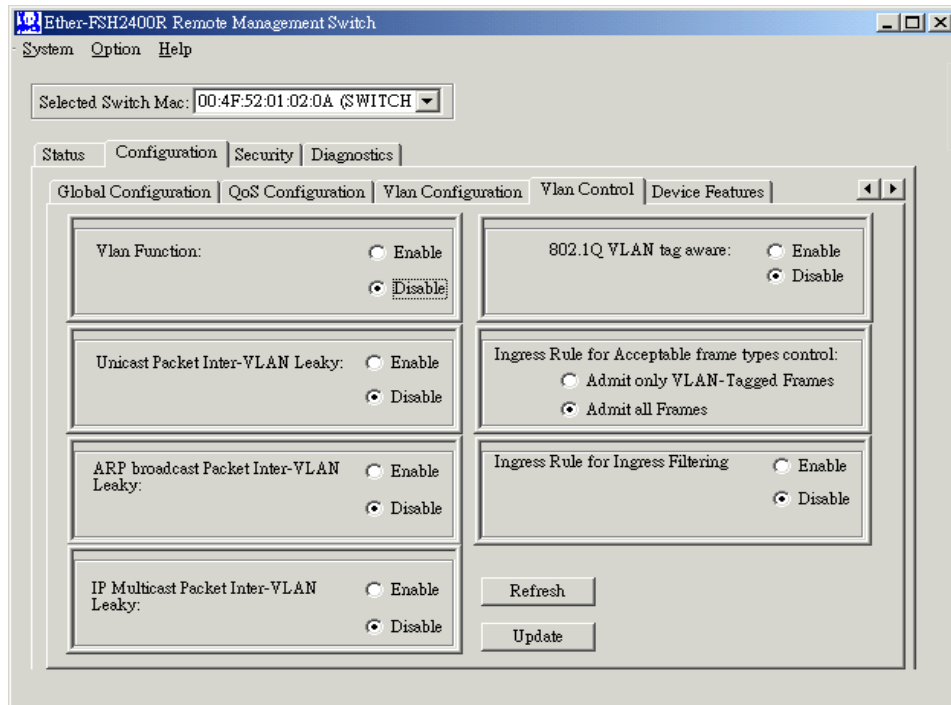 Ether-FSH2400R Remote Management Switch
System Option Help
Selected Switch Mac: 00:4F:52:01:02:0A (SWITCH
Status Configuration Security Diagnostics
Global Configuration QoS Configuration Vlan Configuration Vlan Control Device Features
Vlan Function:
Enable
Disable
802.1Q VLAN tag aware:
Enable
Disable
Unicast Packet Inter-VLAN Leaky:
Enable
Disable
Ingress Rule for Acceptable frame types control:
Admit only VLAN-Tagged Frames
Admit all Frames
ARP broadcast Packet Inter-VLAN
Leaky:
Enable
Disable
Ingress Rule for Ingress Filtering
Enable
Disable
IP Multicast Packet Inter-VLAN
Leaky:
Enable
Disable
Refresh
Update